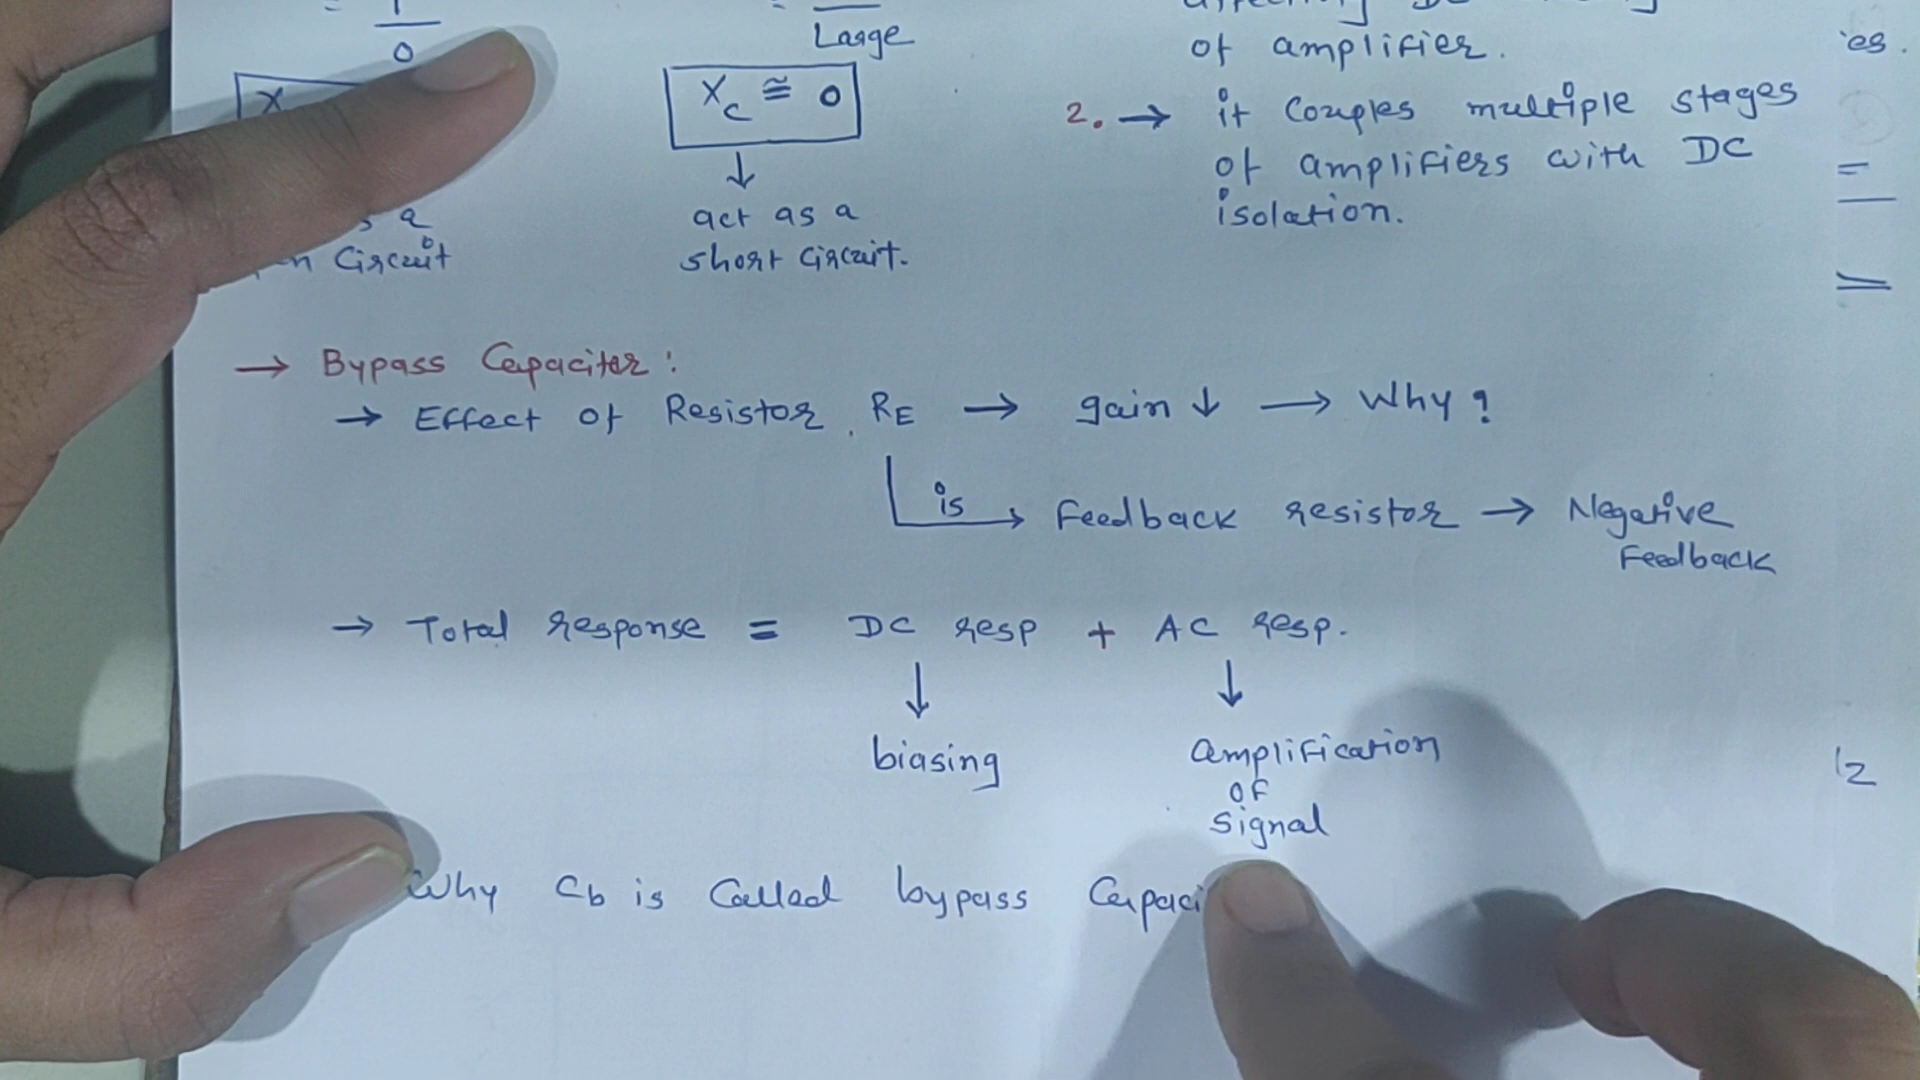 = 1
0
Large
of amplifier.
X
Xc ≅ 0
2. → it Couples multiple stages
of amplifiers with DC
isolation.
a
Circuit
act as a
short Circuit.
es.
=
→ Bypass Capacitor :
→ Effect of Resistor RE → gain ↓ → Why ?
is → Feedback resistor → Negative
Feedback
→ Total response = DC resp + AC resp.
↓ ↓
biasing
amplification
of
Signal
Why Cb is Called bypass